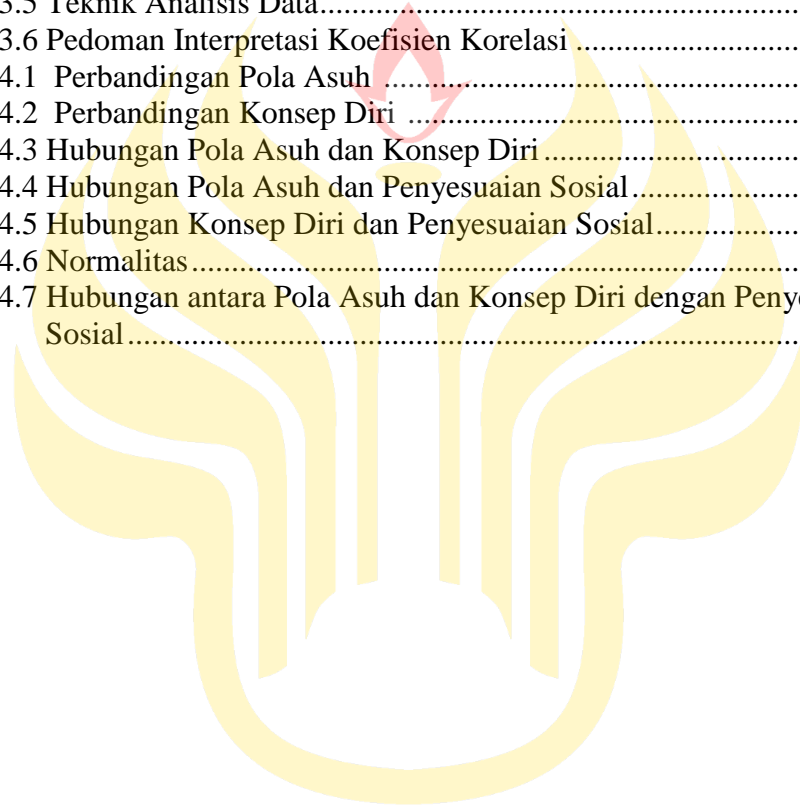 3.5 Teknik Analisis Data
3.6 Pedoman Interpretasi Koefisien Korelasi ........................................
4.1 Perbandingan Pola Asuh ........................................
4.2 Perbandingan Konsep Diri ........................................
4.3 Hubungan Pola Asuh dan Konsep Diri ........................................
4.4 Hubungan Pola Asuh dan Penyesuaian Sosial ........................................
4.5 Hubungan Konsep Diri dan Penyesuaian Sosial ........................................
4.6 Normalitas ........................................
4.7 Hubungan antara Pola Asuh dan Konsep Diri dengan
Sosial ........................................